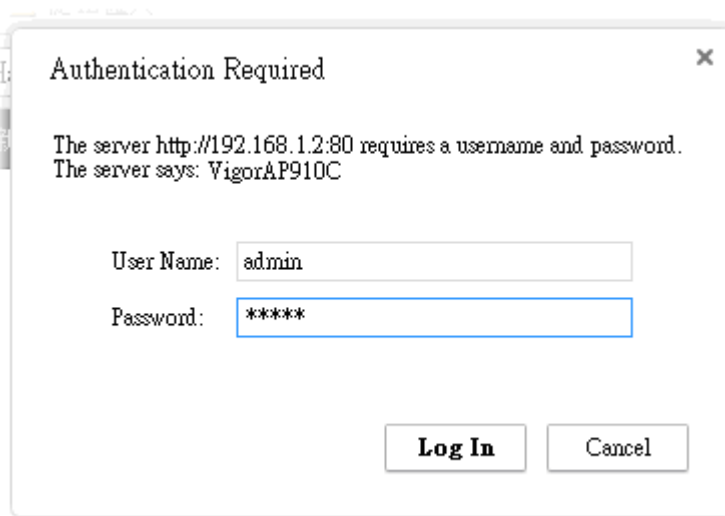 Authentication Required
The server http://192.168.1.2:80 requires a username and password.
The server says: VigorAP910C
User Name: admin
Password: *****
Log In Cancel